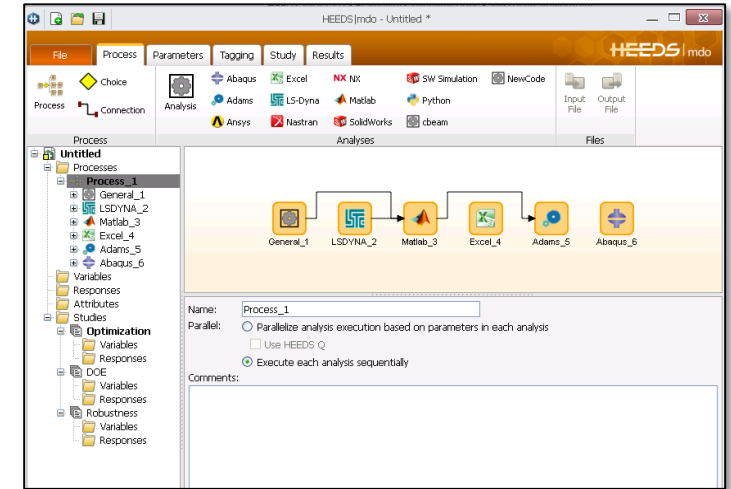 HEEDS|mdo - Untitled *
File Process Parameters Tagging Study Results HEEDS mdo
Process Choice Connection
Analysis Abaqus Excel NX NX SW Simulation NewCode
Adams LS-Dyna Matlab Python
Ansys Nastran SolidWorks cbeam
Input File Output File
Process Analyses Files
Untitled
Processes
Process_1
General_1
LSDYNA_2
Matlab_3
Excel_4
Adams_5
Abaqus_6
Variables
Responses
Attributes
Studies
Optimization
Variables
Responses
DOE
Variables
Responses
Robustness
Variables
Responses
General_1 LSDYNA_2 Matlab_3 Excel_4 Adams_5 Abaqus_6
Name: Process_1
Parallel: Parallelize analysis execution based on parameters in each analysis
Use HEEDS Q
Execute each analysis sequentially
Comments: